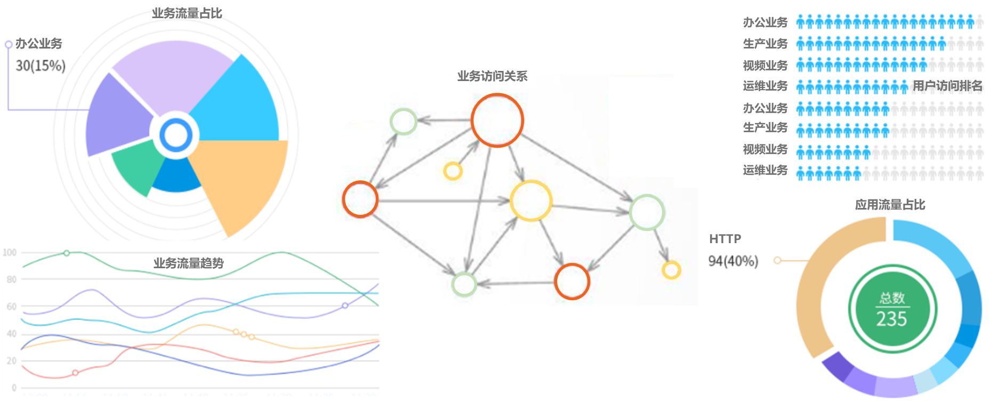 业务流量占比
办公业务
30(15%)
100
业务流量趋势
80
60
40
20
0
业务访问关系
办公业务
生产业务
视频业务
运维业务
用户访问排名
办公业务
生产业务
视频业务
运维业务
应用流量占比
HTTP
94(40%)
总数
235